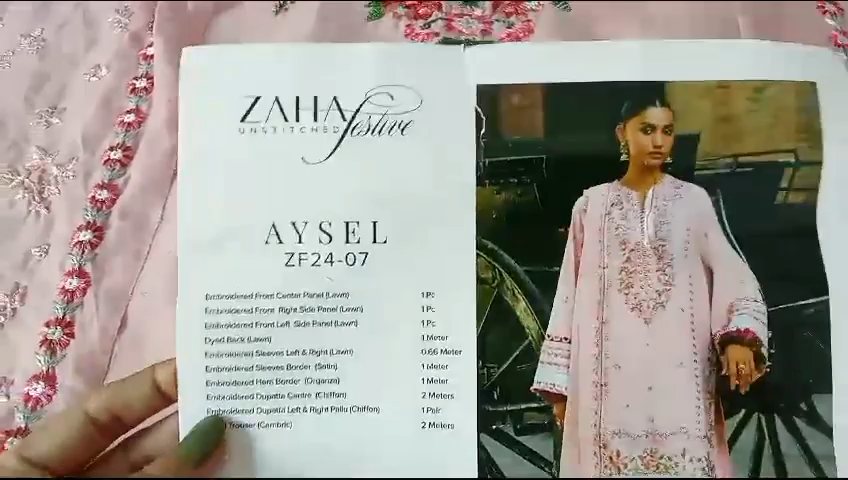 ZAHA
UNSTITCHED festive
AYSEL
ZF24-07
Embroidered Front Center Panel (Lawn) 1 Pc
Embroidered Front Right Side Panel (Lawn) 1 Pc
Embroidered Front Left Side Panel (Lawn) 1 Pc
Dyed Back (Lawn) 1 Meter
Embroidered Sleeves Left & Right (Lawn) 0.66 Meter
Embroidered Sleeves Border (Satin) 1 Meter
Embroidered Hem Border (Organza) 1 Meter
Embroidered Dupatta Centre (Chiffon) 2 Meters
Embroidered Dupatta Left & Right Pallu (Chiffon) 1 Pair
Trouser (Cambric) 2 Meters